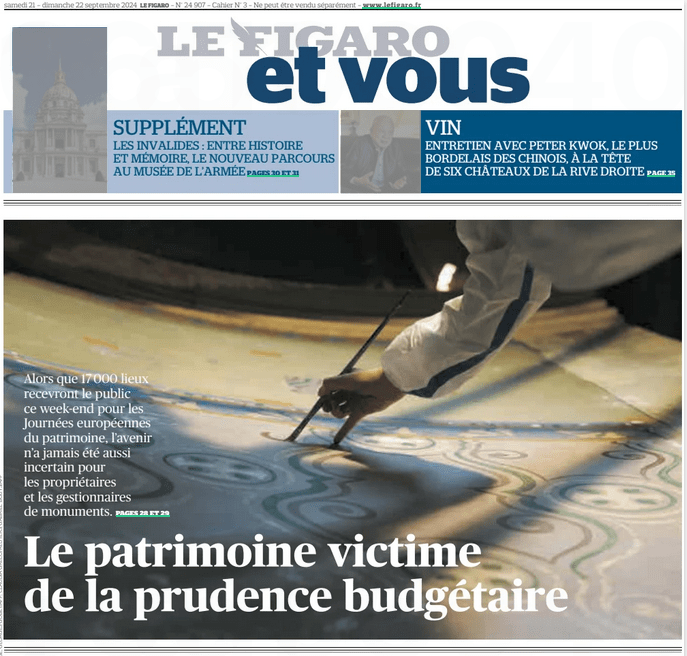 samedi 21 – dimanche 22 septembre 2024 LE FIGARO – N° 24 907 – Cahier N° 3 – Ne peut être vendu séparément – www.lefigaro.fr
LE FIGARO
et vous
SUPPLÉMENT
LES INVALIDES : ENTRE HISTOIRE
ET MÉMOIRE, LE NOUVEAU PARCOURS
AU MUSÉE DE L'ARMÉE PAGES 30 ET 31
VIN
ENTRETIEN AVEC PETER KWOK, LE PLUS
BORDELAIS DES CHINOIS, À LA TÊTE
DE SIX CHÂTEAUX DE LA RIVE DROITE PAGE 35
Alors que 17 000 lieux
recevront le public
ce week-end pour les
Journées européennes
du patrimoine, l'avenir
n'a jamais été aussi
incertain pour
les propriétaires
et les gestionnaires
de monuments. PAGES 28 ET 29
Le patrimoine victime
de la prudence budgétaire